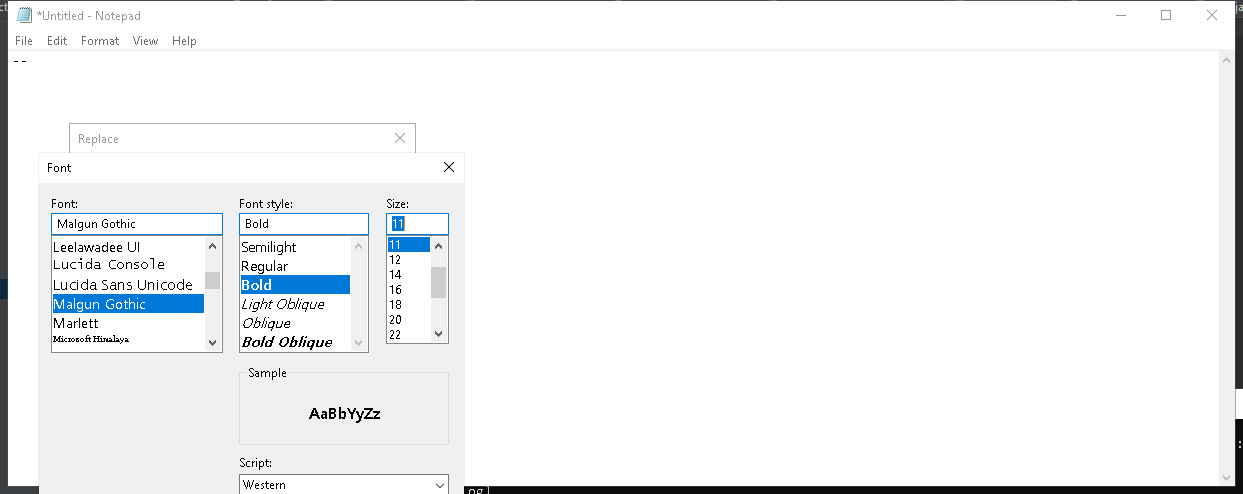 *Untitled - Notepad
File Edit Format View Help
--
Replace
Font
Font: Font style: Size:
Malgun Gothic Bold 11
Leelawadee UI Semilight 11
Lucida Console Regular 12
Lucida Sans Unicode Bold 14
Malgun Gothic Light Oblique 16
Marlett Oblique 18
Microsoft Himalaya Bold Oblique 20
22
Sample
AaBbYyZz
Script:
Western